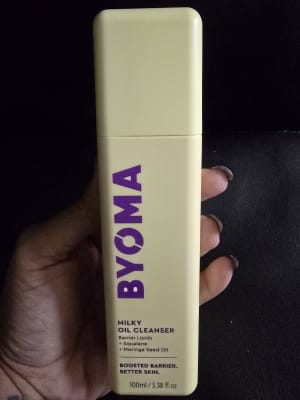 BYOMA
MILKY
OIL CLEANSER
Barrier Lipids
+ Squalane
+ Moringa Seed Oil
BOOSTED BARRIER.
BETTER SKIN.
100ml / 3.38 fl.oz